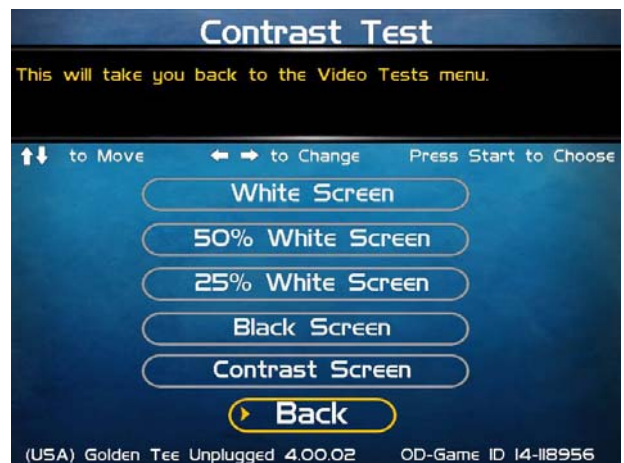 Contrast Test
This will take you back to the Video Tests menu.
to Move to Change Press Start to Choose
White Screen
50% White Screen
25% White Screen
Black Screen
Contrast Screen
Back
(USA) Golden Tee Unplugged 4.00.02 OD-Game ID 14-118956